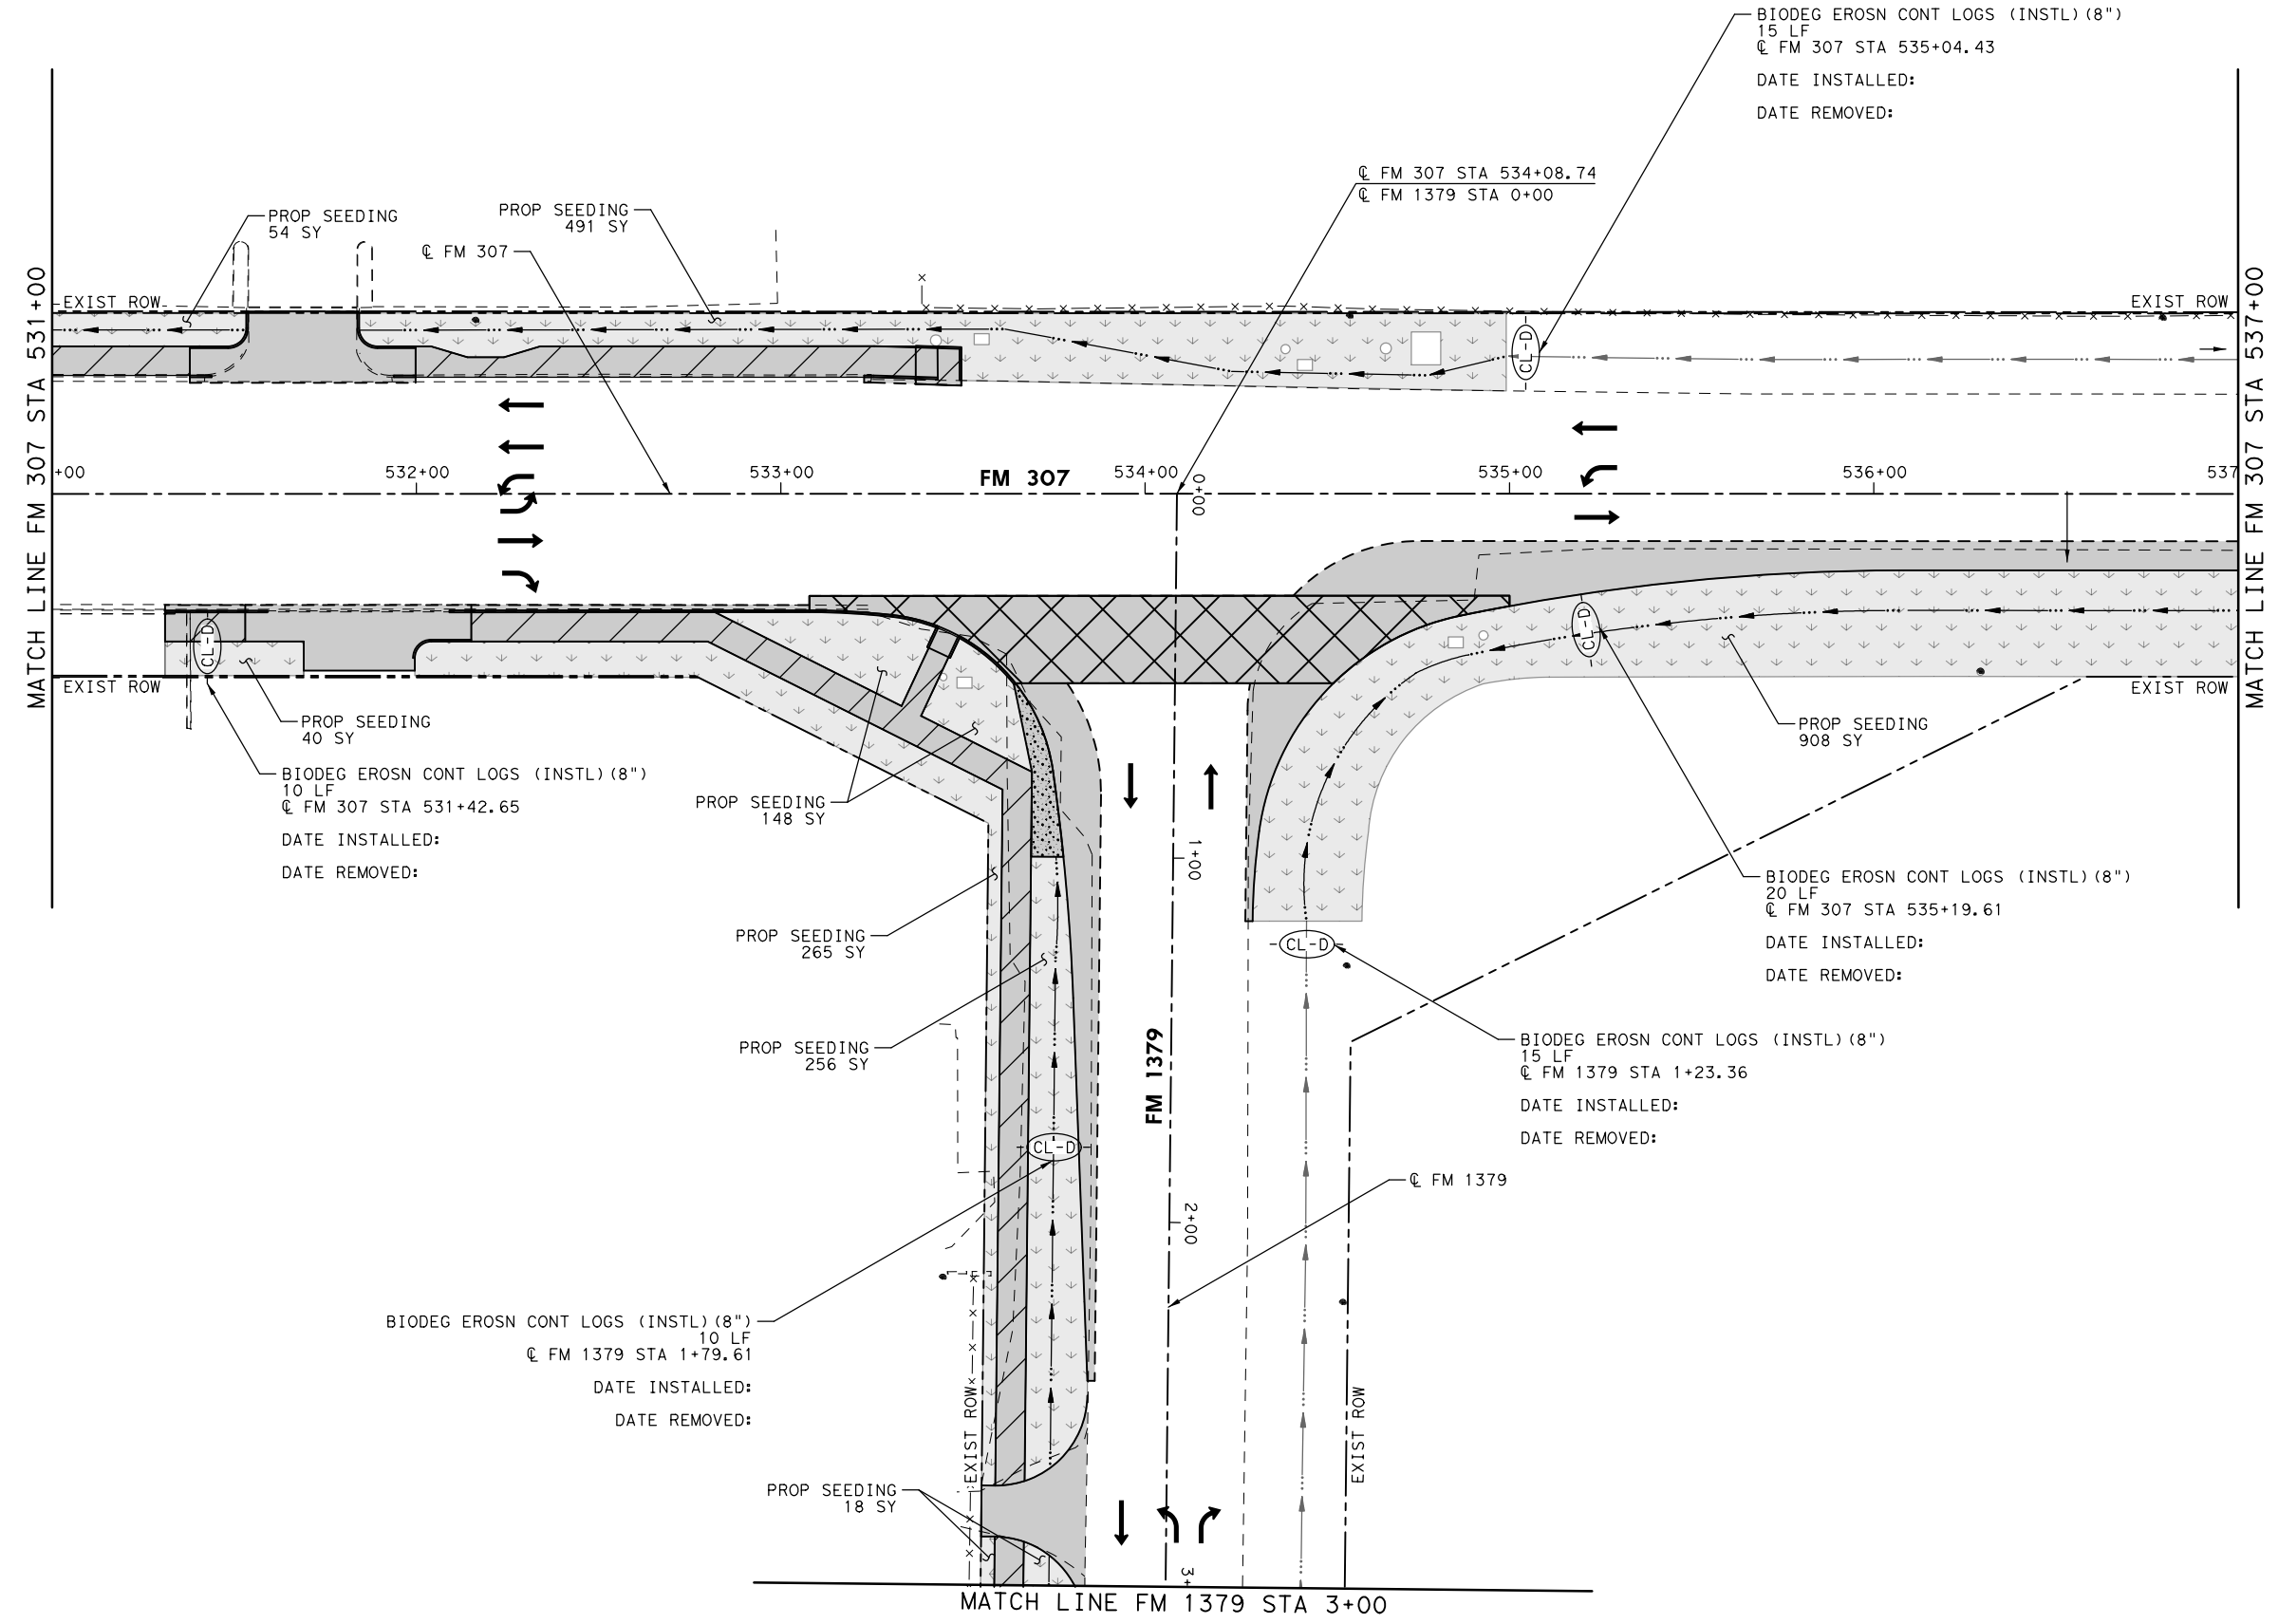 BIODEG EROSN CONT LOGS (INSTL)(8")
15 LF
℄ FM 307 STA 535+04.43
DATE INSTALLED:
DATE REMOVED:
℄ FM 307 STA 534+08.74
℄ FM 1379 STA 0+00
PROP SEEDING
54 SY
PROP SEEDING
491 SY
℄ FM 307
MATCH LINE FM 307 STA 531+00
MATCH LINE FM 307 STA 537+00
EXIST ROW
EXIST ROW
CL-D
+00
532+00
533+00
FM 307
534+00
0+00
535+00
536+00
537
CL-D
CL-D
EXIST ROW
EXIST ROW
PROP SEEDING
40 SY
PROP SEEDING
908 SY
BIODEG EROSN CONT LOGS (INSTL)(8")
10 LF
℄ FM 307 STA 531+42.65
DATE INSTALLED:
DATE REMOVED:
PROP SEEDING
148 SY
1+00
BIODEG EROSN CONT LOGS (INSTL)(8")
20 LF
℄ FM 307 STA 535+19.61
DATE INSTALLED:
DATE REMOVED:
PROP SEEDING
265 SY
CL-D
PROP SEEDING
256 SY
FM 1379
BIODEG EROSN CONT LOGS (INSTL)(8")
15 LF
℄ FM 1379 STA 1+23.36
DATE INSTALLED:
DATE REMOVED:
CL-D
℄ FM 1379
2+00
BIODEG EROSN CONT LOGS (INSTL)(8")
10 LF
℄ FM 1379 STA 1+79.61
DATE INSTALLED:
DATE REMOVED:
EXIST ROW
EXIST ROW
PROP SEEDING
18 SY
3+
MATCH LINE FM 1379 STA 3+00